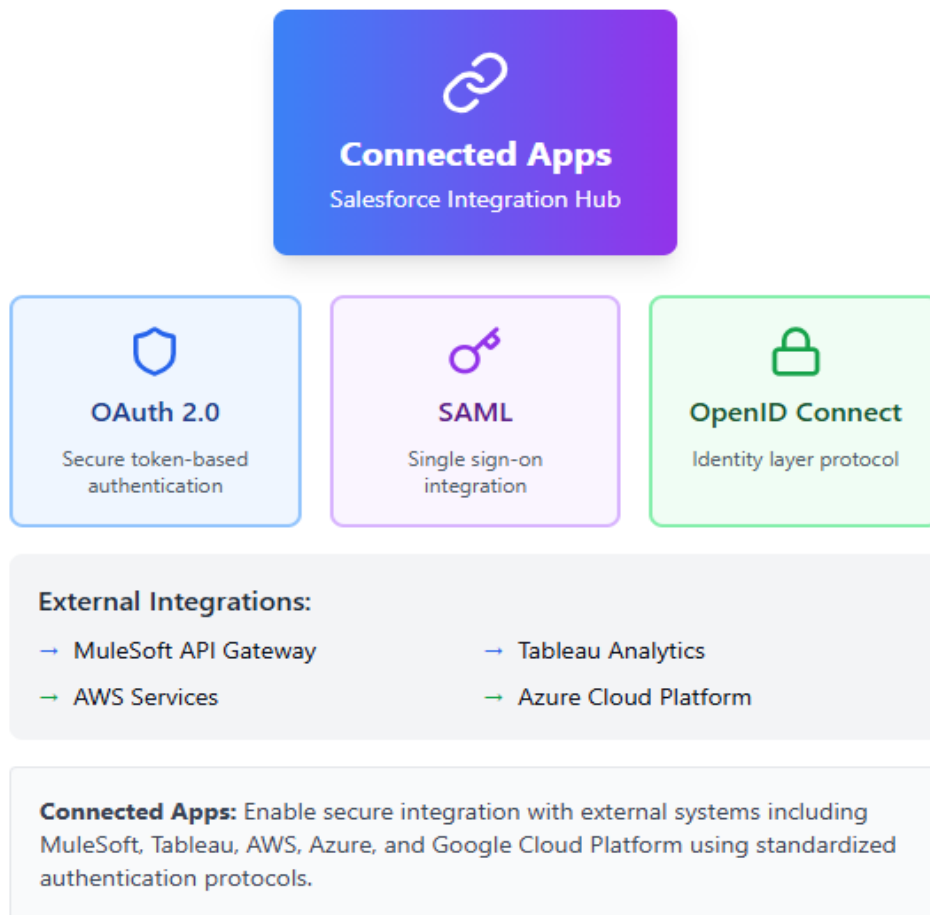 Connected Apps
Salesforce Integration Hub
OAuth 2.0
Secure token-based
authentication
SAML
Single sign-on
integration
OpenID Connect
Identity layer protocol
External Integrations:
→ MuleSoft API Gateway
→ Tableau Analytics
→ AWS Services
→ Azure Cloud Platform
Connected Apps: Enable secure integration with external systems including
MuleSoft, Tableau, AWS, Azure, and Google Cloud Platform using standardized
authentication protocols.